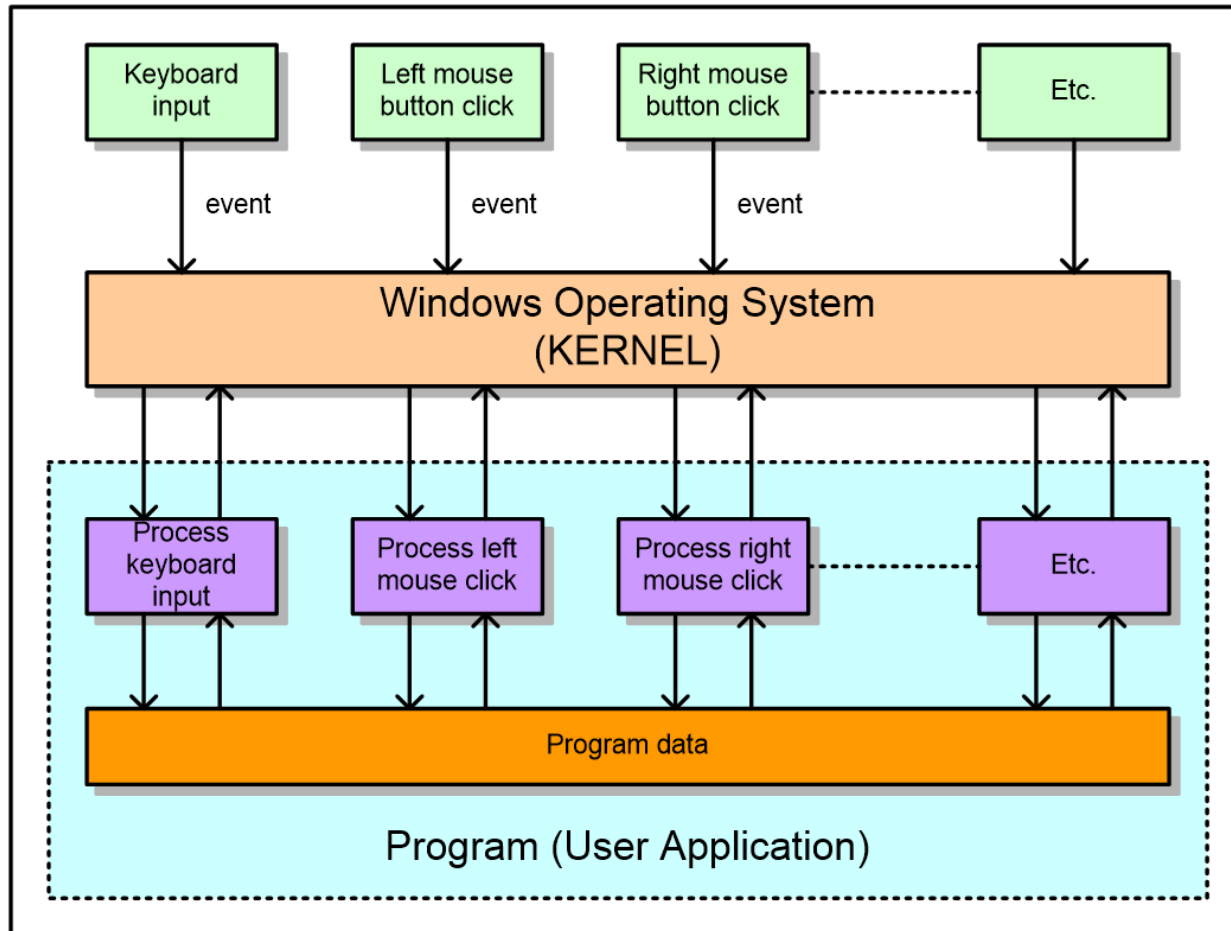 Keyboard
input
Left mouse
button click
Right mouse
button click
Etc.
event
event
event
Windows Operating System
(KERNEL)
Process
keyboard
input
Process left
mouse click
Process right
mouse click
Etc.
Program data
Program (User Application)